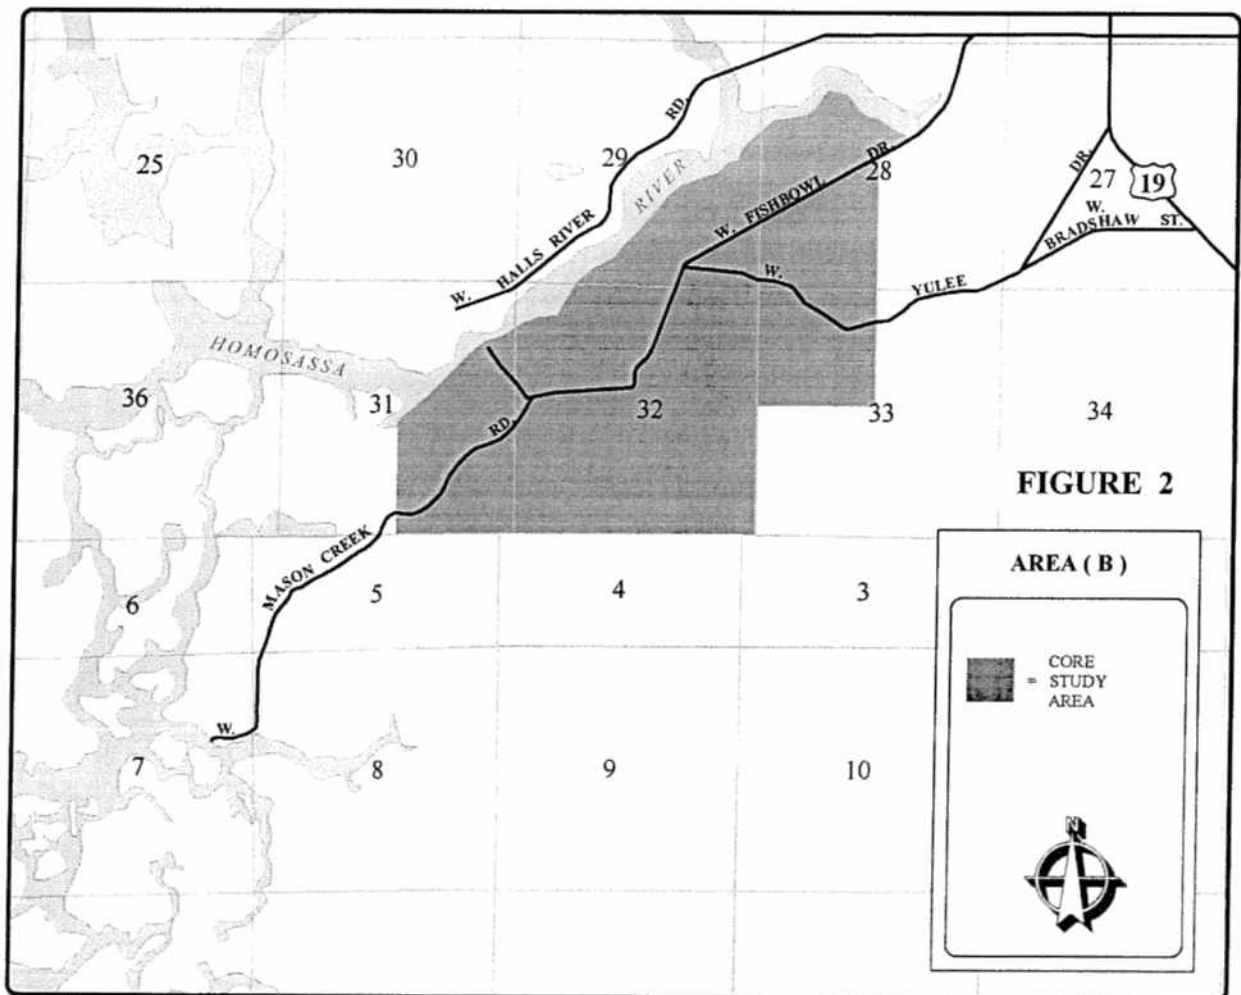 25
30
29
28
27
19
W. HALLS RIVER RD.
RIVER
W. FISHBOWL DR.
W. YULEE DR.
W. BRADSHAW ST.
HOMOSASSA
36
31
32
33
34
FIGURE 2
W. MASON CREEK RD.
6
5
4
3
7
8
9
10
AREA ( B )
= CORE
STUDY
AREA
N